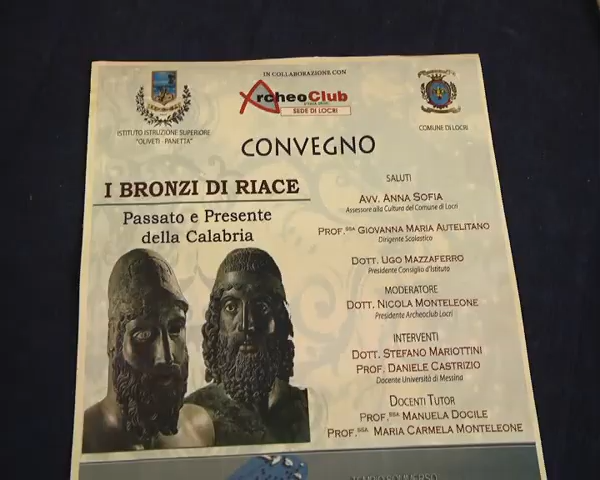 IN COLLABORAZIONE CON
ArcheoClub
SEDE DI LOCRI
ISTITUTO ISTRUZIONE SUPERIORE
"OLIVETI - PANETTA"
COMUNE DI LOCRI
CONVEGNO
I BRONZI DI RIACE
Passato e Presente
della Calabria
SALUTI
AVV. ANNA SOFIA
Assessore alla Cultura del Comune di Locri
PROF.SSA GIOVANNA MARIA AUTELITANO
Dirigente Scolastico
DOTT. UGO MAZZAFERRO
Presidente Consiglio d'Istituto
MODERATORE
DOTT. NICOLA MONTELEONE
Presidente Archeoclub Locri
INTERVENTI
DOTT. STEFANO MARIOTTINI
PROF. DANIELE CASTRIZIO
Docente Università di Messina
DOCENTI TUTOR
PROF.SSA MANUELA DOCILE
PROF.SSA MARIA CARMELA MONTELEONE